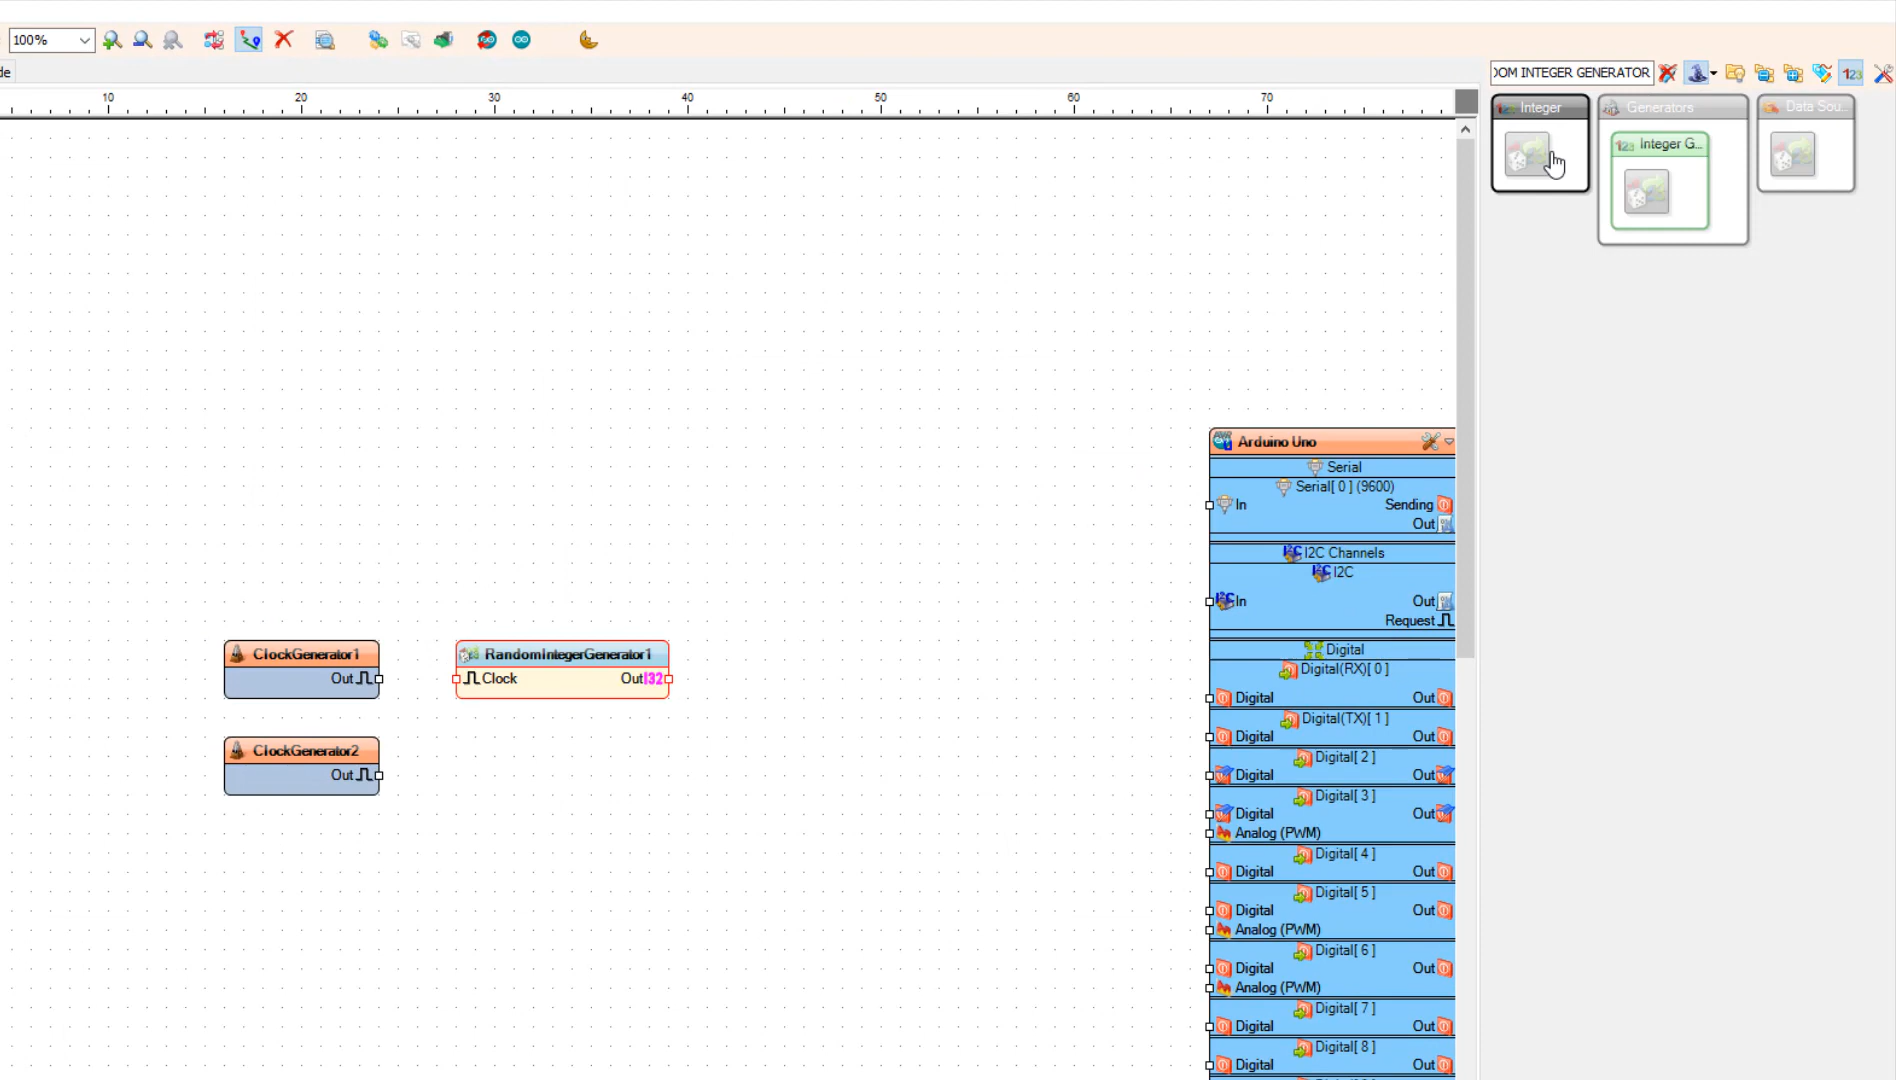 100%
de
10 20 30 40 50 60 70
OM INTEGER GENERATOR
123
Integer
Generators
Data Sou...
123 Integer G...
Arduino Uno
Serial
Serial[ 0 ] (9600)
In Sending
Out
I2C Channels
I2C
In Out
Request
Digital
Digital(RX)[ 0 ]
Digital Out
Digital(TX)[ 1 ]
Digital Out
Digital[ 2 ]
Digital Out
Digital[ 3 ]
Digital Out
Analog (PWM)
Digital[ 4 ]
Digital Out
Digital[ 5 ]
Digital Out
Analog (PWM)
Digital[ 6 ]
Digital Out
Analog (PWM)
Digital[ 7 ]
Digital Out
Digital[ 8 ]
Digital Out
ClockGenerator1
Out
RandomIntegerGenerator1
Clock Out I32
ClockGenerator2
Out